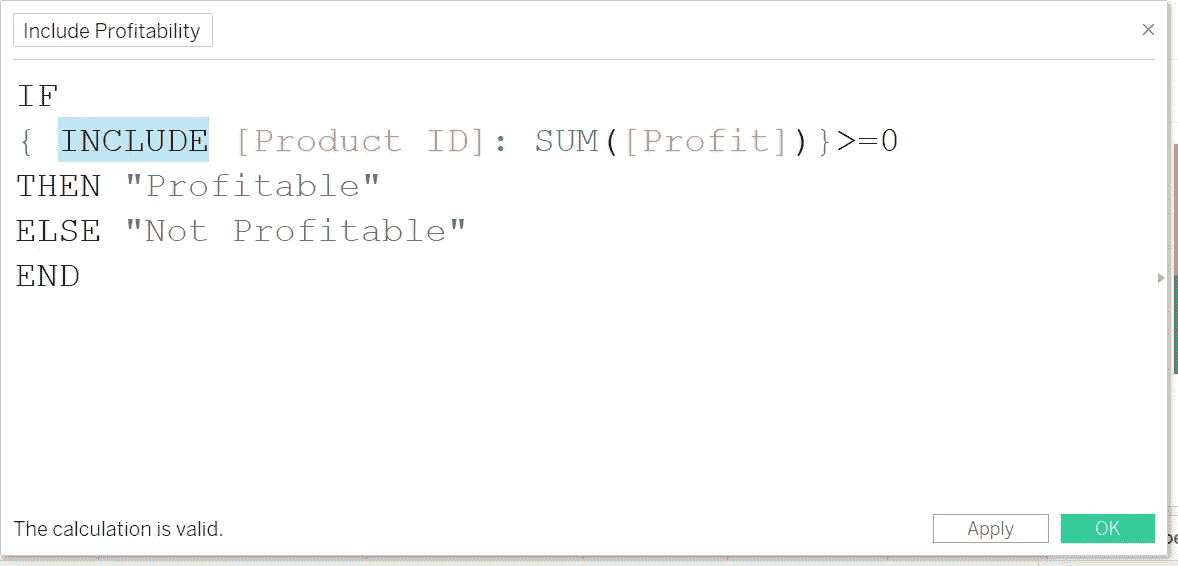 Include Profitability
IF
{ INCLUDE [Product ID]: SUM([Profit])}>=0
THEN "Profitable"
ELSE "Not Profitable"
END
The calculation is valid.
Apply
OK